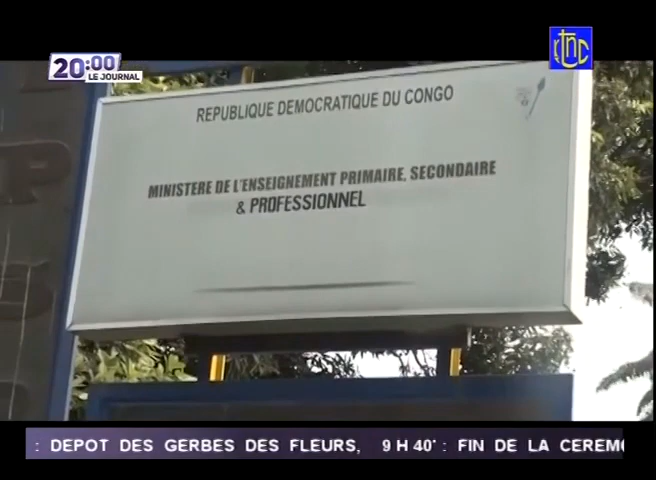 20:00
LE JOURNAL
rtnc
REPUBLIQUE DEMOCRATIQUE DU CONGO
MINISTERE DE L'ENSEIGNEMENT PRIMAIRE, SECONDAIRE
& PROFESSIONNEL
: DEPOT DES GERBES DES FLEURS, 9 H 40' : FIN DE LA CEREMO